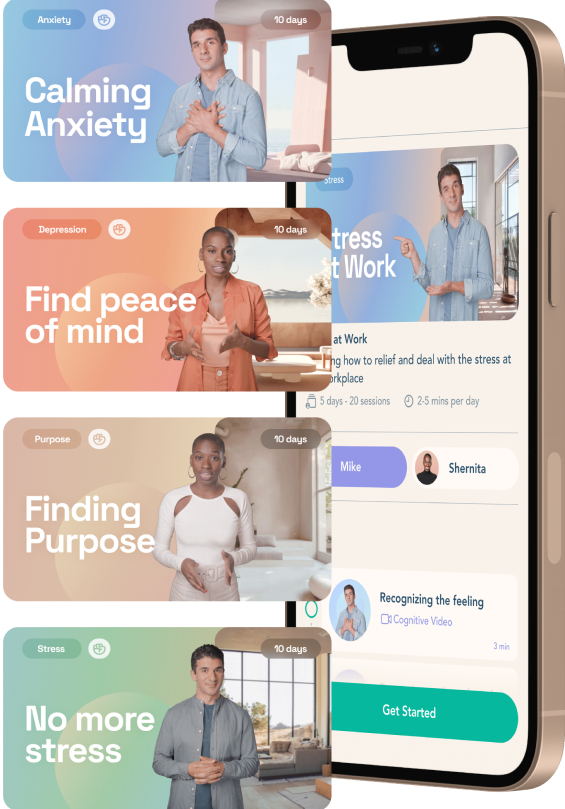 Anxiety
10 days
Calming
Anxiety
Depression
10 days
Find peace
of mind
Purpose
10 days
Finding
Purpose
Stress
10 days
No more
stress
Stress
tress
t Work
at Work
ng how to relief and deal with the stress at
orkplace
5 days - 20 sessions
2-5 mins per day
Mike
Shernita
Recognizing the feeling
Cognitive Video
3 min
Get Started